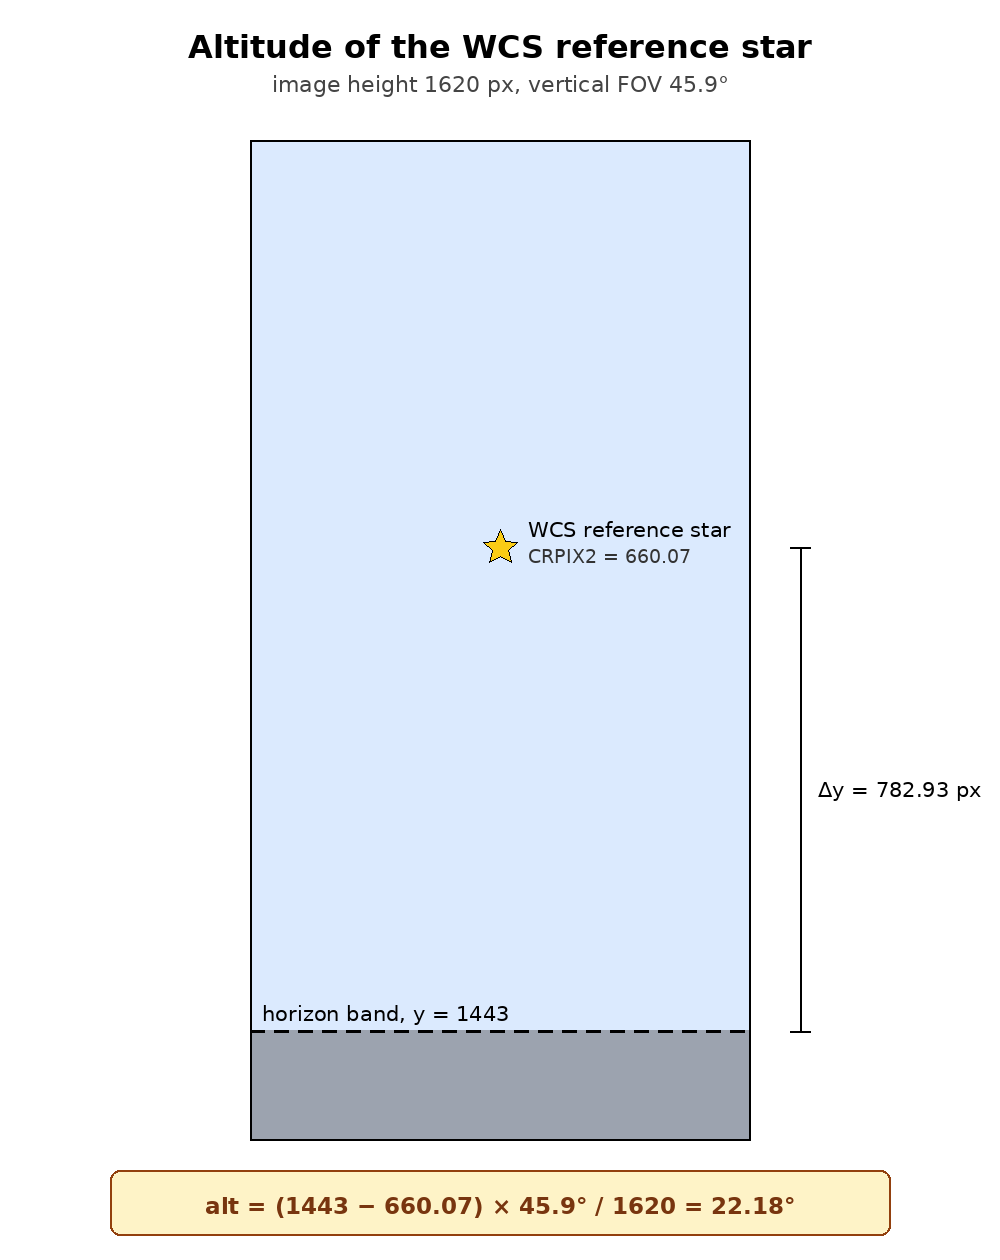 Altitude of the WCS reference star
image height 1620 px, vertical FOV 45.9°
WCS reference star
CRPIX2 = 660.07
Δy = 782.93 px
horizon band, y = 1443
alt = (1443 − 660.07) × 45.9° / 1620 = 22.18°